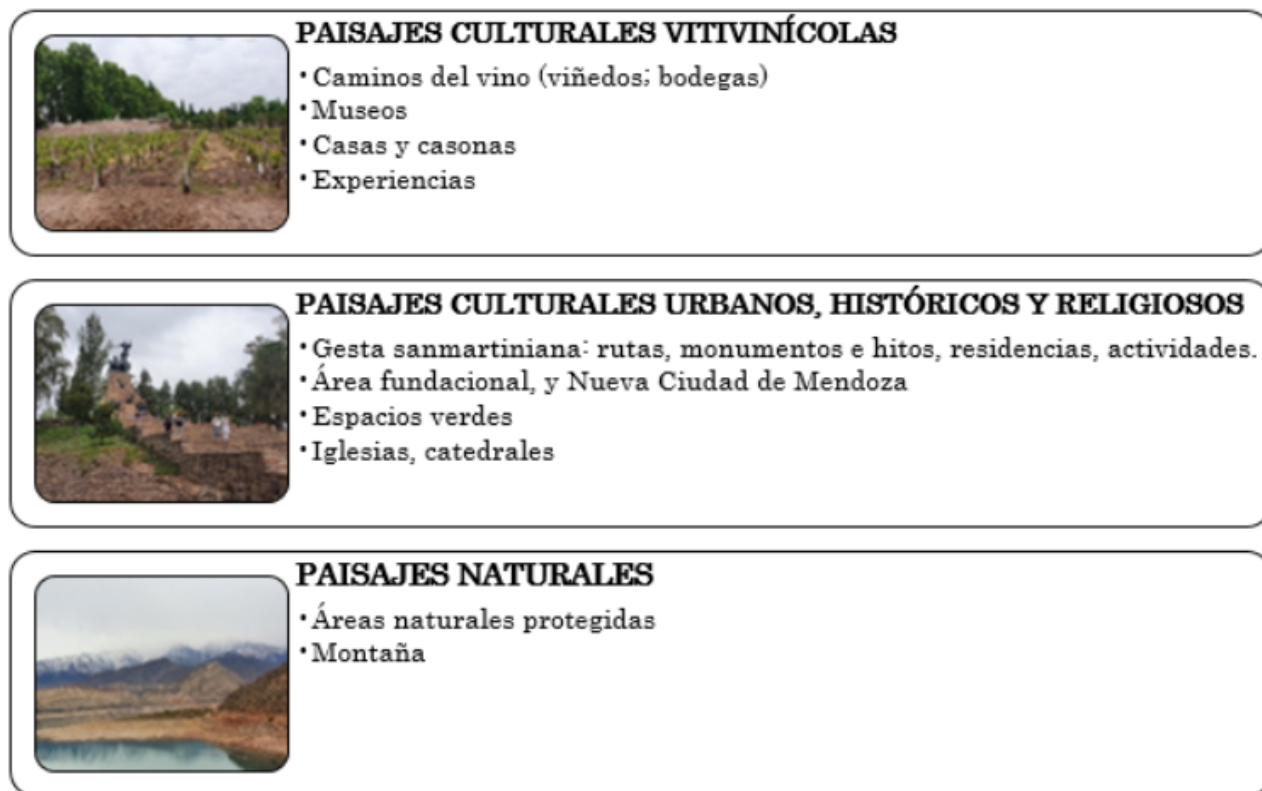 PAISAJES CULTURALES VITIVINÍCOLAS
•Caminos del vino (viñedos; bodegas)
•Museos
•Casas y casonas
•Experiencias
PAISAJES CULTURALES URBANOS, HISTÓRICOS Y RELIGIOSOS
•Gesta sanmartiniana: rutas, monumentos e hitos, residencias, actividades.
•Área fundacional, y Nueva Ciudad de Mendoza
•Espacios verdes
•Iglesias, catedrales
PAISAJES NATURALES
•Áreas naturales protegidas
•Montaña